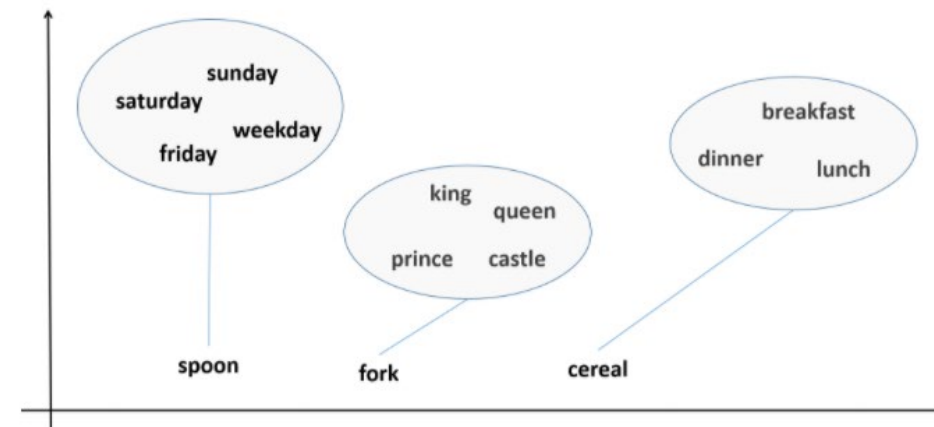 sunday
saturday
weekday
friday
king
queen
prince
castle
breakfast
dinner
lunch
spoon
fork
cereal